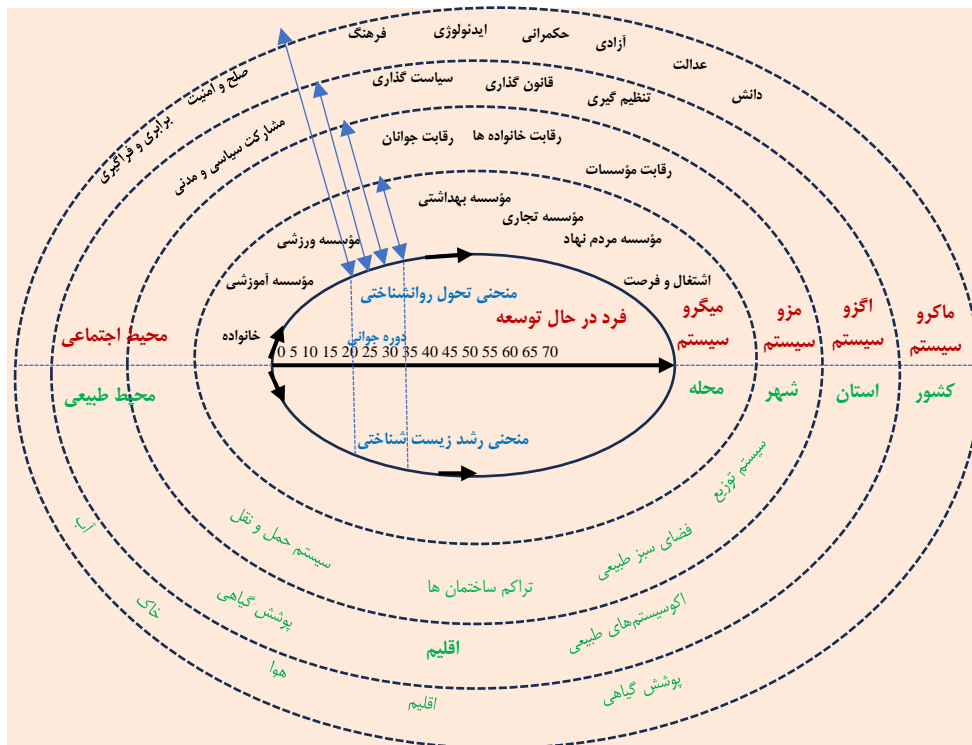 فرهنگ
ایدئولوژی
حکمرانی
آزادی
عدالت
دانش
صلح و امنیت
برابری و فراگیری
سیاست گذاری
قانون گذاری
تنظیم گیری
مشارکت سیاسی و مدنی
رقابت جوانان
رقابت خانواده ها
رقابت مؤسسات
مؤسسه بهداشتی
مؤسسه تجاری
مؤسسه مردم نهاد
مؤسسه ورزشی
مؤسسه آموزشی
اشتغال و فرصت
خانواده
منحنی تحول روانشناختی
فرد در حال توسعه
دوره جوانی
0 5 10 15 20 25 30 35 40 45 50 55 60 65 70
ماکرو
سیستم
اگزو
سیستم
مزو
سیستم
میگرو
سیستم
محیط اجتماعی
محیط طبیعی
کشور
استان
شهر
محله
منحنی رشد زیست شناختی
سیستم توزیع
فضای سبز طبیعی
تراکم ساختمان ها
سیستم حمل و نقل
اکوسیستم‌های طبیعی
اقلیم
پوشش گیاهی
آب
خاک
هوا
اقلیم
پوشش گیاهی